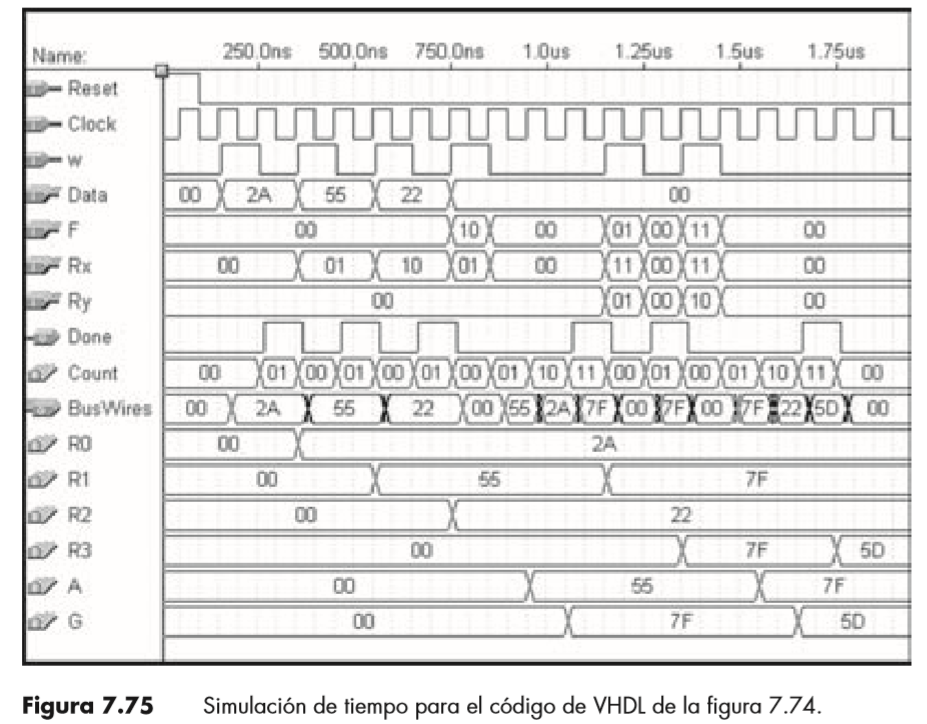 Name: 250.0ns 500.0ns 750.0ns 1.0us 1.25us 1.5us 1.75us
Reset
Clock
w
Data 00 2A 55 22 00
F 00 10 00 01 00 11 00
Rx 00 01 10 01 00 11 00 11 00
Ry 00 01 00 10 00
Done
Count 00 01 00 01 00 01 00 01 10 11 00 01 00 01 10 11 00
BusWires 00 2A 55 22 00 55 2A 7F 00 7F 00 7F 22 5D 00
R0 00 2A
R1 00 55 7F
R2 00 22
R3 00 7F 5D
A 00 55 7F
G 00 7F 5D
Figura 7.75 Simulación de tiempo para el código de VHDL de la figura 7.74.